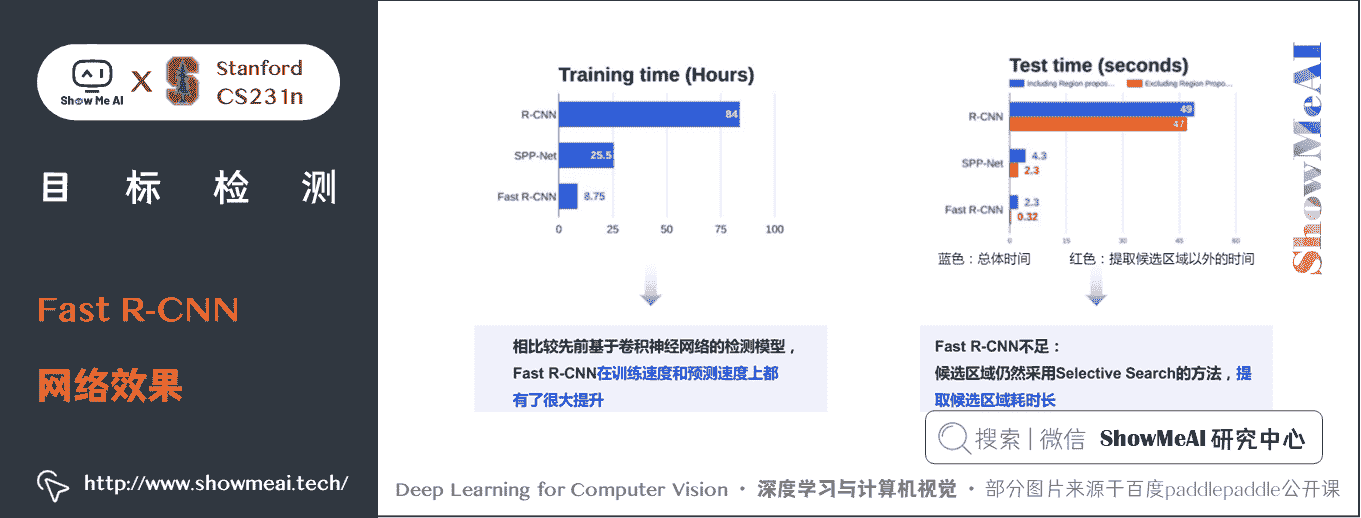 Show Me AI
X
Stanford
CS231n
目标检测
Fast R-CNN
网络效果
http://www.showmeai.tech/
Training time (Hours)
R-CNN
84
SPP-Net
25.5
Fast R-CNN
8.75
0 25 50 75 100
Test time (seconds)
Including Region propos... Excluding Region Propo...
R-CNN
49
47
SPP-Net
4.3
2.3
Fast R-CNN
2.3
0.32
0 15 30 45 60
蓝色：总体时间 红色：提取候选区域以外的时间
相比较先前基于卷积神经网络的检测模型，
Fast R-CNN在训练速度和预测速度上都
有了很大提升
Fast R-CNN不足：
候选区域仍然采用Selective Search的方法，提
取候选区域耗时长
搜索 | 微信 ShowMeAI 研究中心
ShowMeAI
Deep Learning for Computer Vision · 深度学习与计算机视觉 · 部分图片来源于百度paddlepaddle公开课